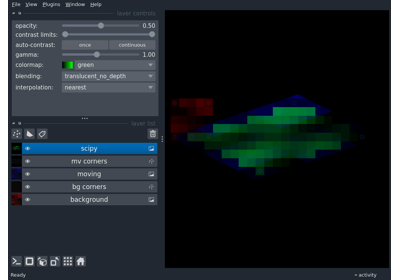 File View Plugins Window Help
layer controls
opacity: 0.50
contrast limits:
auto-contrast: once continuous
gamma: 1.00
colormap: green
blending: translucent_no_depth
interpolation: nearest
layer list
scipy
mv corners
moving
bg corners
background
Ready
activity